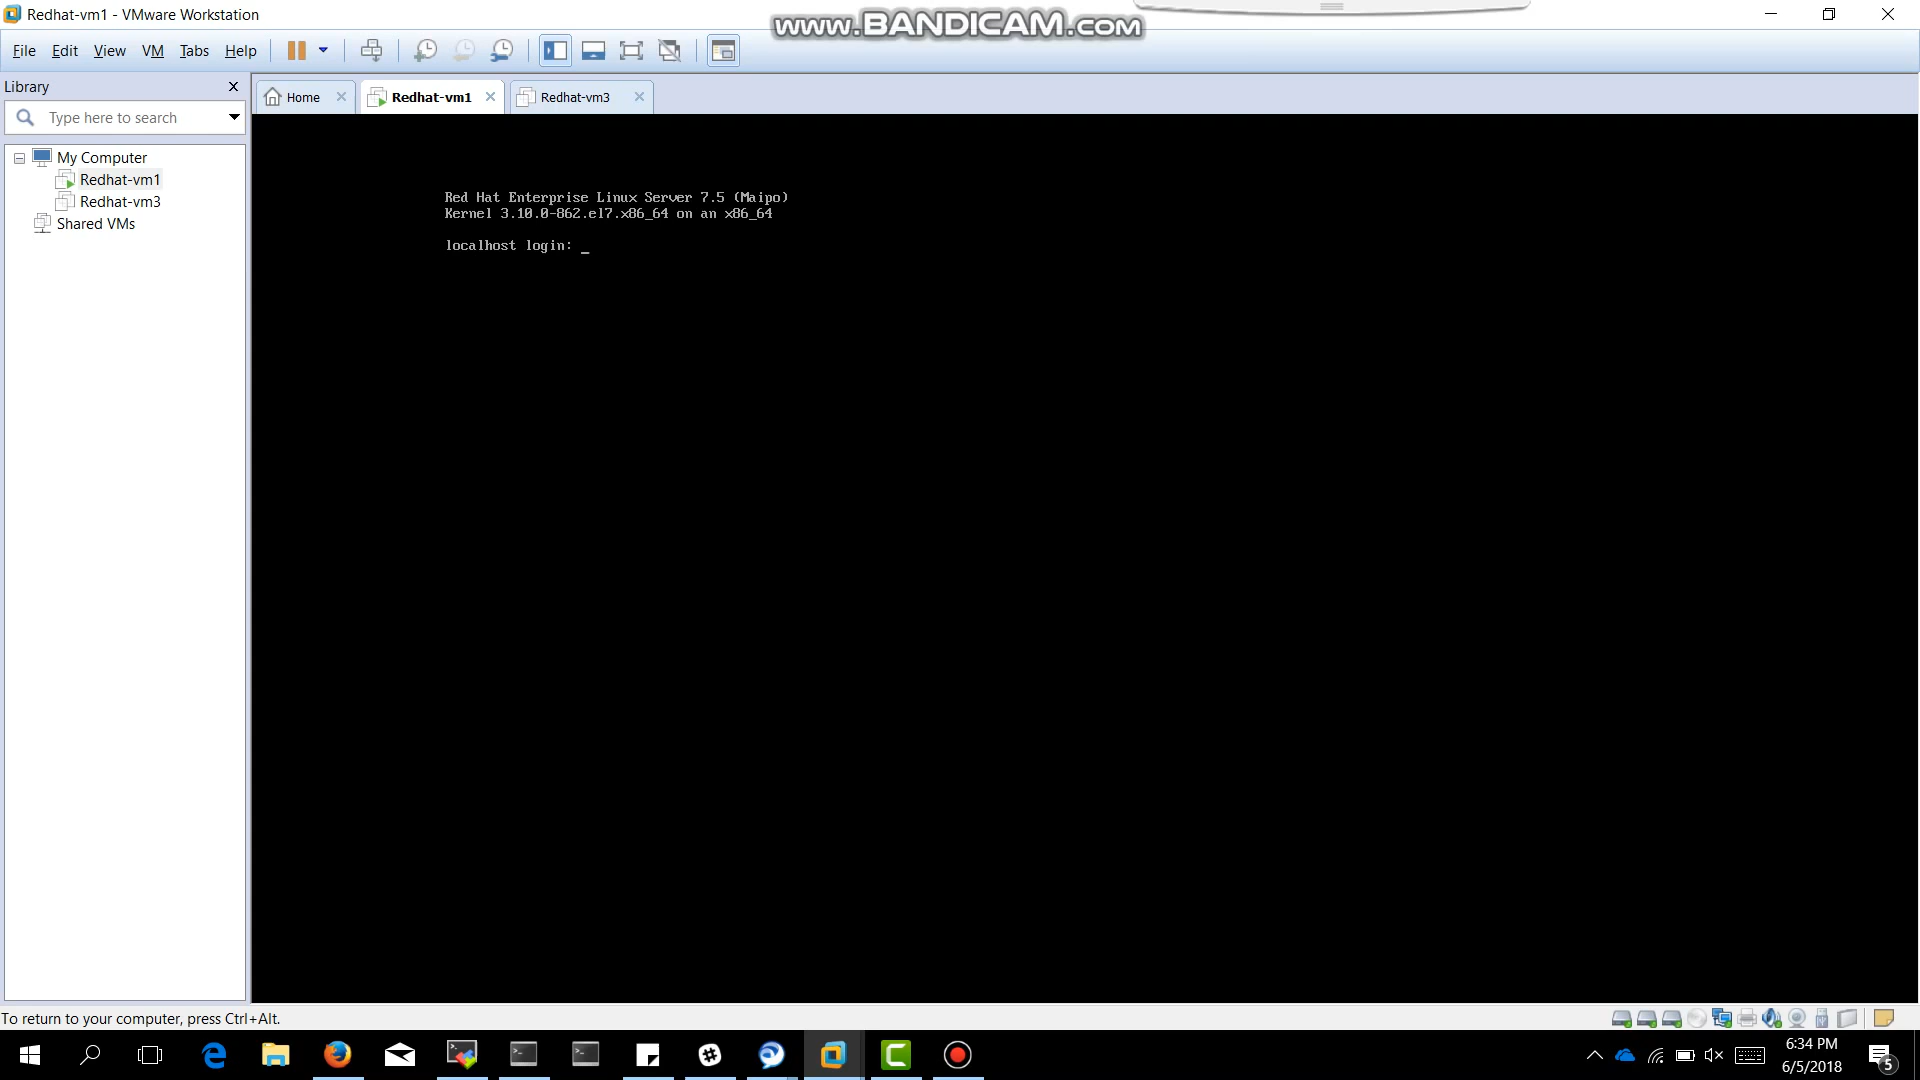 Redhat-vm1 - VMware Workstation
www.BANDICAM.com
File Edit View VM Tabs Help
Library
Home
Redhat-vm1
Redhat-vm3
Type here to search
My Computer
Redhat-vm1
Redhat-vm3
Shared VMs
Red Hat Enterprise Linux Server 7.5 (Maipo)
Kernel 3.10.0-862.el7.x86_64 on an x86_64
localhost login: _
To return to your computer, press Ctrl+Alt.
6:34 PM
6/5/2018
5